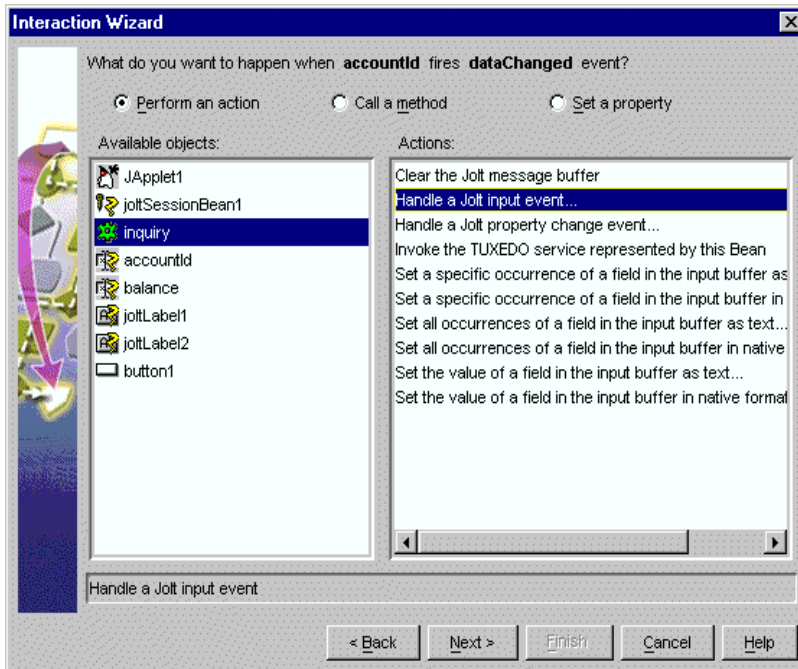 Interaction Wizard
What do you want to happen when accountId fires dataChanged event?
Perform an action
Call a method
Set a property
Available objects:
JApplet1
joltSessionBean1
inquiry
accountId
balance
joltLabel1
joltLabel2
button1
Actions:
Clear the Jolt message buffer
Handle a Jolt input event...
Handle a Jolt property change event...
Invoke the TUXEDO service represented by this Bean
Set a specific occurrence of a field in the input buffer as
Set a specific occurrence of a field in the input buffer in
Set all occurrences of a field in the input buffer as text...
Set all occurrences of a field in the input buffer in native
Set the value of a field in the input buffer as text...
Set the value of a field in the input buffer in native format
Handle a Jolt input event
< Back
Next >
Finish
Cancel
Help